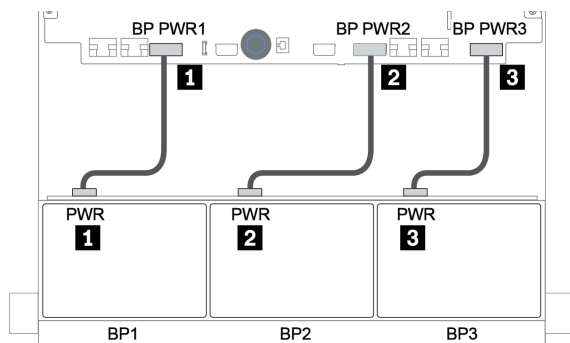 BP PWR1 BP PWR2 BP PWR3
1 2 3
PWR PWR PWR
1 2 3
BP1 BP2 BP3